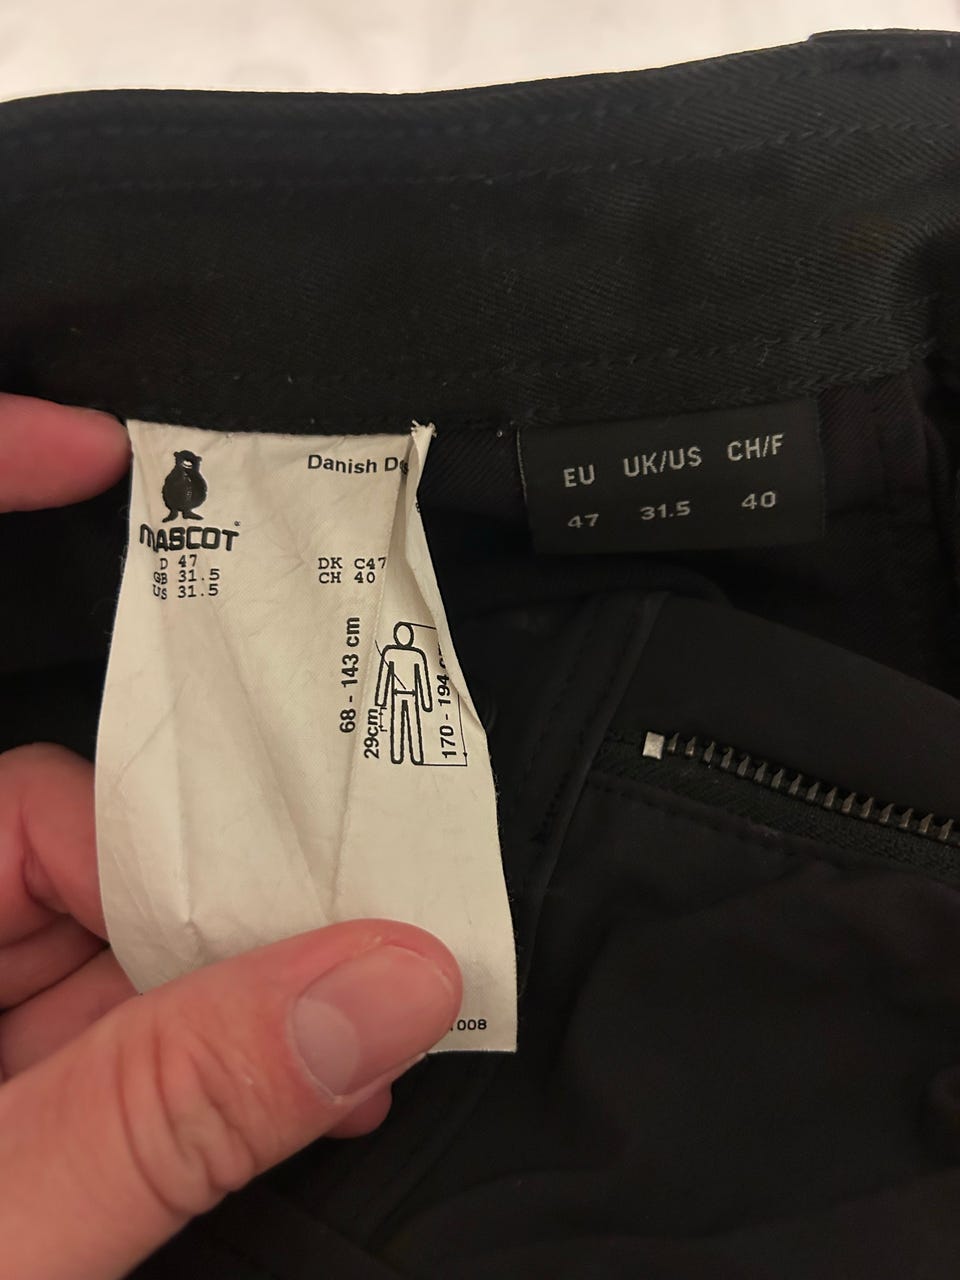 Danish
MASCOT
D 47
GB 31.5
US 31.5
DK C47
CH 40
68 - 143 cm
29cm
170 - 194
008
EU UK/US CH/F
47 31.5 40